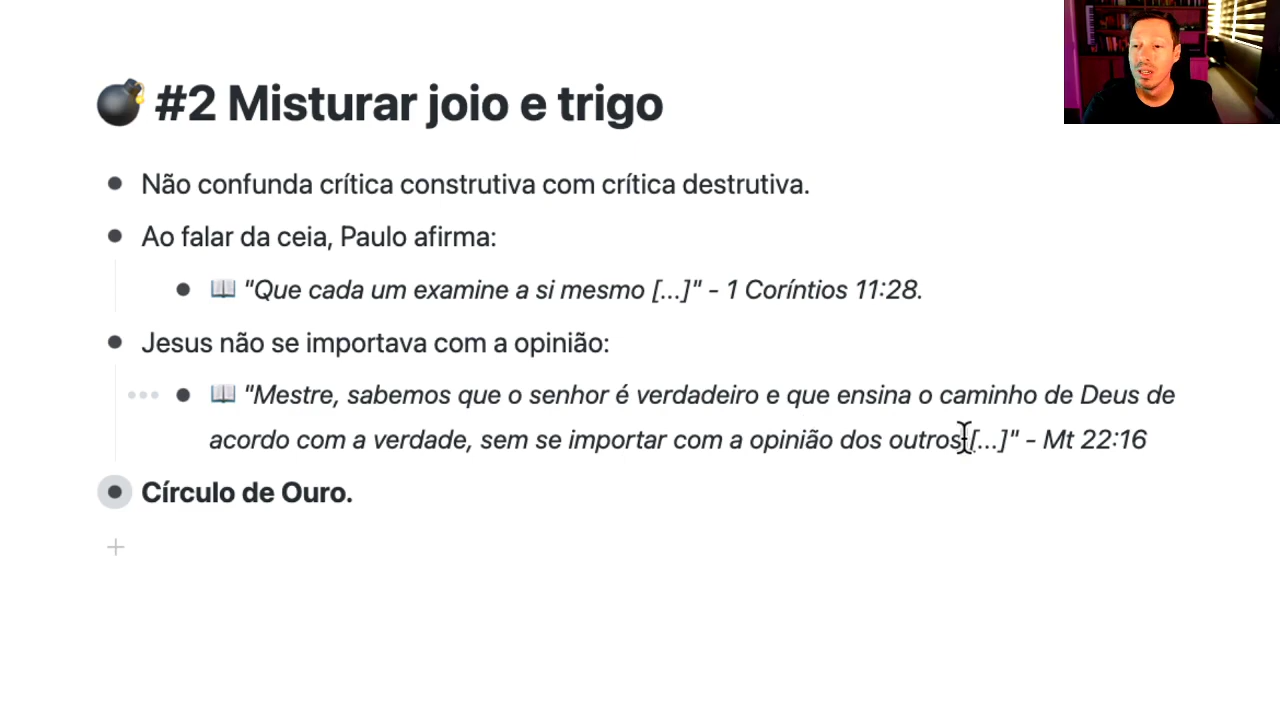 #2 Misturar joio e trigo
Não confunda crítica construtiva com crítica destrutiva.
Ao falar da ceia, Paulo afirma:
"Que cada um examine a si mesmo [...]" - 1 Coríntios 11:28.
Jesus não se importava com a opinião:
"Mestre, sabemos que o senhor é verdadeiro e que ensina o caminho de Deus de
acordo com a verdade, sem se importar com a opinião dos outros [...]" - Mt 22:16
Círculo de Ouro.